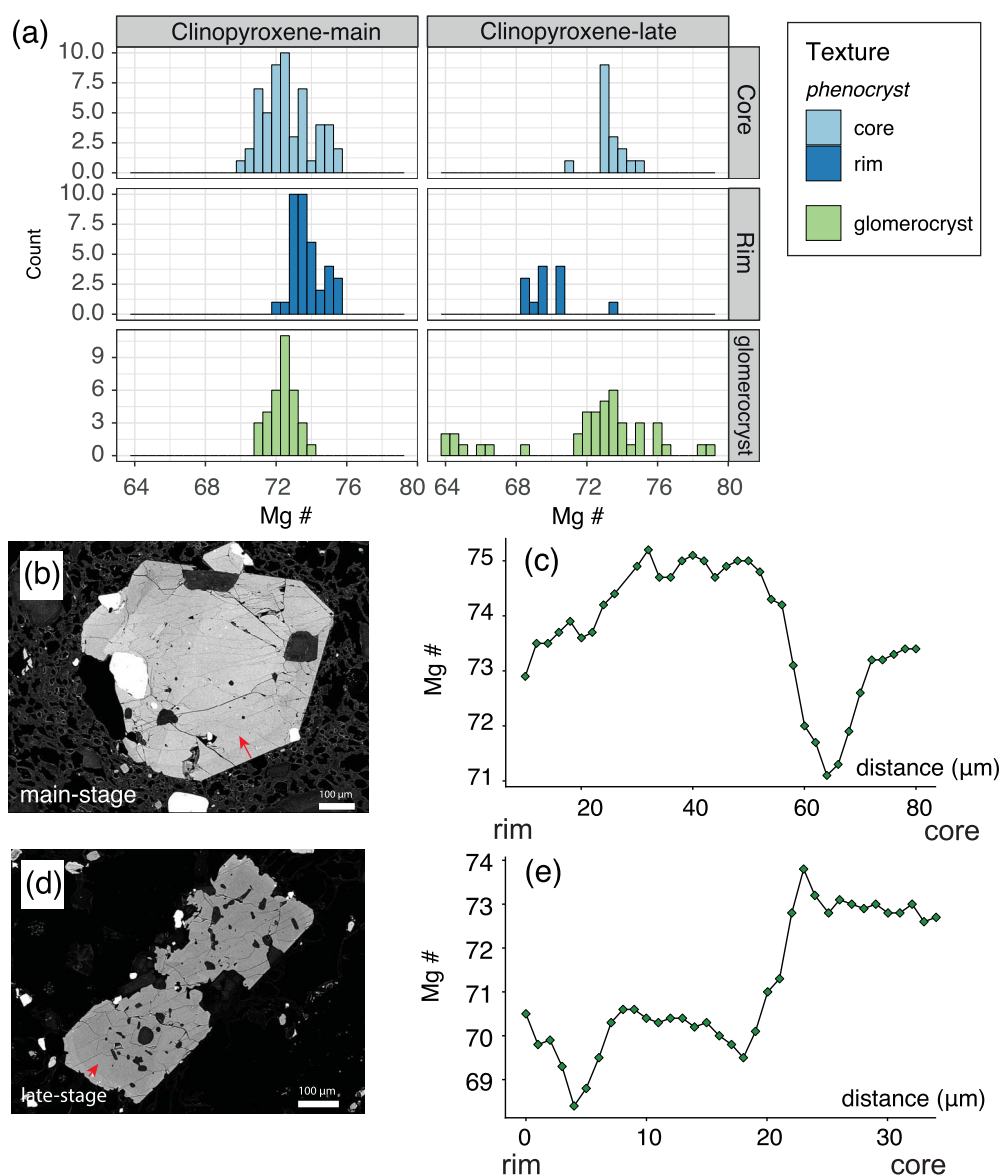 (a)
Clinopyroxene-main
Clinopyroxene-late
Texture
phenocryst
core
rim
glomerocryst
Count
10.0
7.5
5.0
2.5
0.0
Core
10.0
7.5
5.0
2.5
0.0
Rim
9
6
3
0
glomerocryst
64 68 72 76 80
64 68 72 76 80
Mg #
Mg #
(b)
main-stage
100 µm
(c)
Mg #
75
74
73
72
71
distance (µm)
20 40 60 80
rim
core
(d)
late-stage
100 µm
(e)
Mg #
74
73
72
71
70
69
distance (µm)
0 10 20 30
rim
core